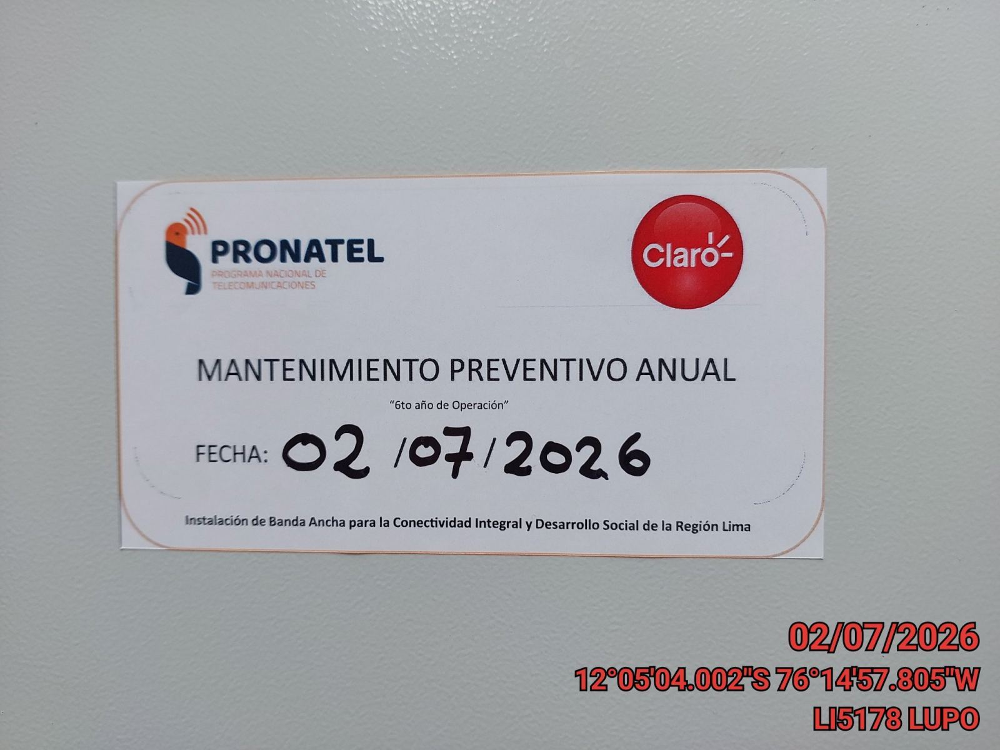 PRONATEL
PROGRAMA NACIONAL DE
TELECOMUNICACIONES
Claro
MANTENIMIENTO PREVENTIVO ANUAL
“6to año de Operación”
FECHA: 02/07/2026
Instalación de Banda Ancha para la Conectividad Integral y Desarrollo Social de la Región Lima
02/07/2026
12°05'04.002"S 76°14'57.805"W
LI5178 LUPO